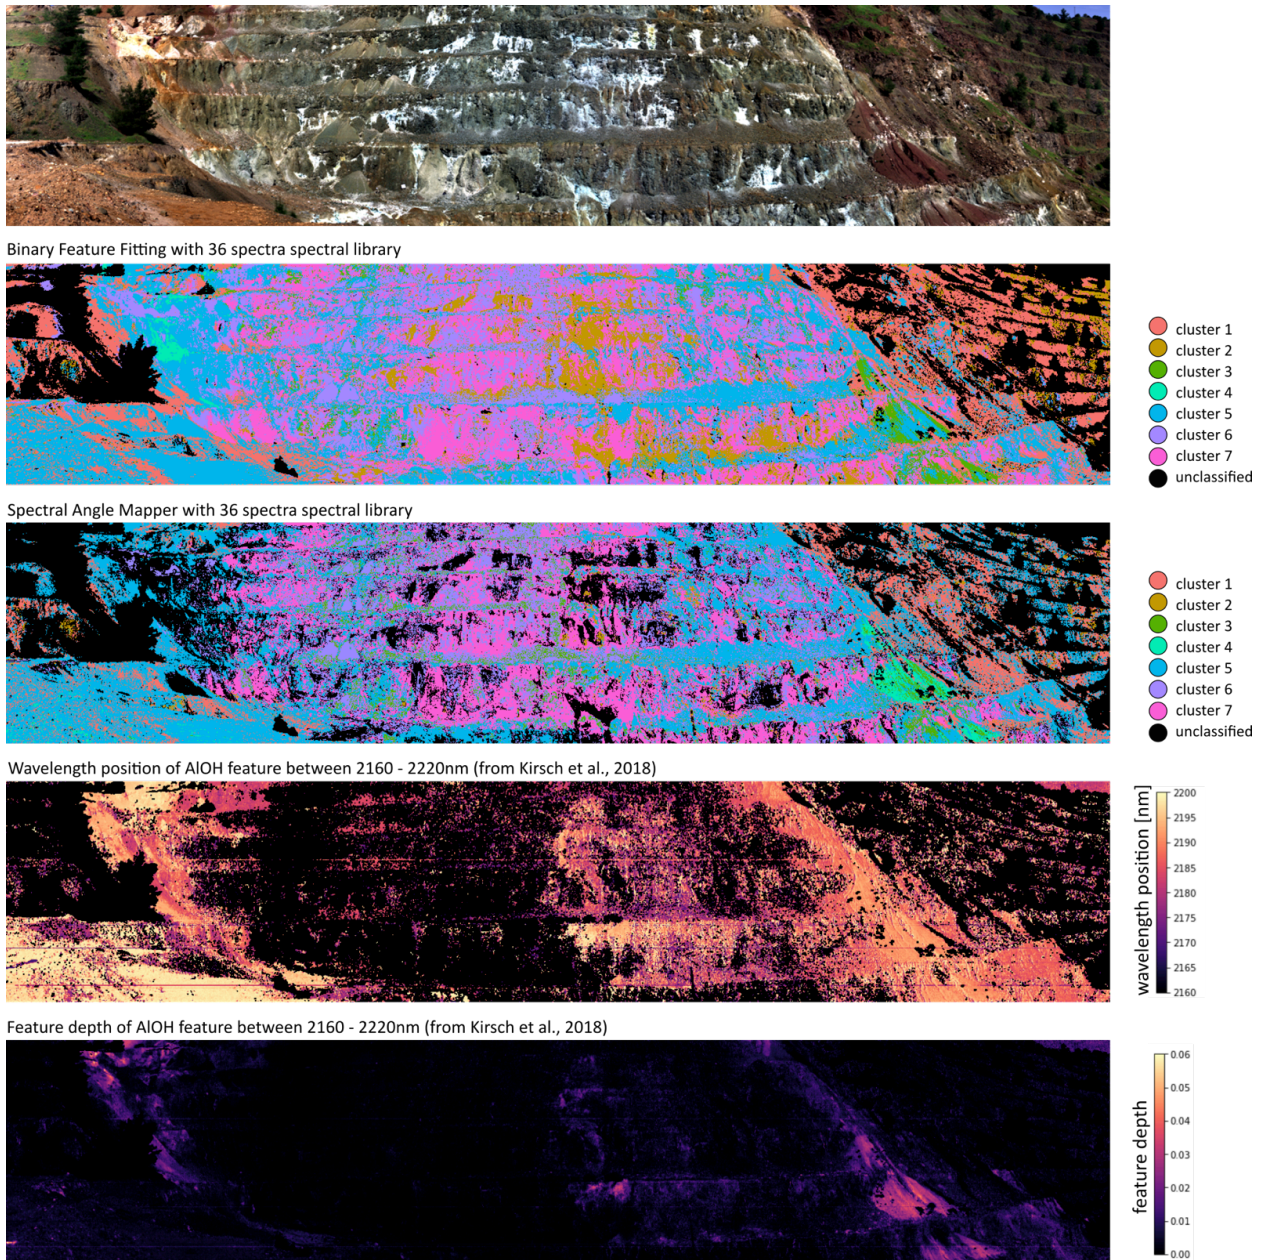 Binary Feature Fitting with 36 spectra spectral library
cluster 1
cluster 2
cluster 3
cluster 4
cluster 5
cluster 6
cluster 7
unclassified
Spectral Angle Mapper with 36 spectra spectral library
cluster 1
cluster 2
cluster 3
cluster 4
cluster 5
cluster 6
cluster 7
unclassified
Wavelength position of AlOH feature between 2160 - 2220nm (from Kirsch et al., 2018)
wavelength position [nm]
2200
2195
2190
2185
2180
2175
2170
2165
2160
Feature depth of AlOH feature between 2160 - 2220nm (from Kirsch et al., 2018)
feature depth
0.06
0.05
0.04
0.03
0.02
0.01
0.00